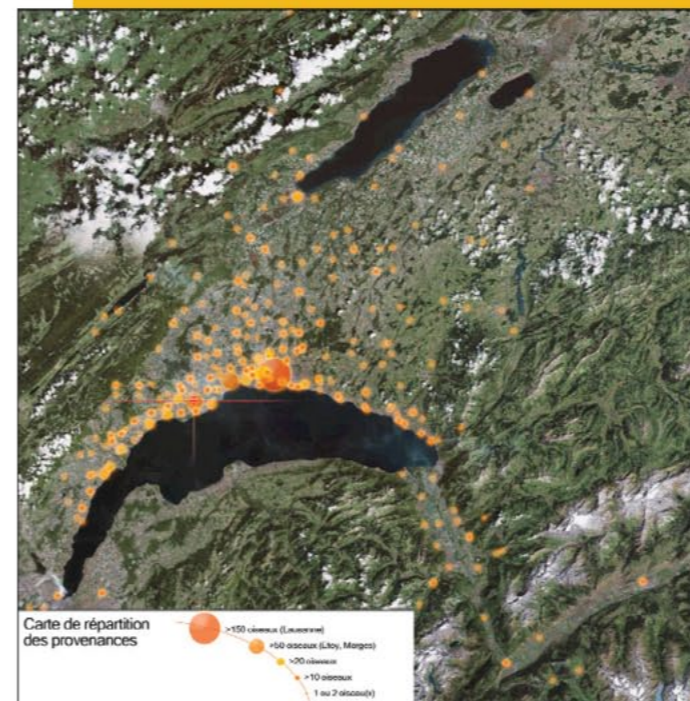 Carte de répartition
des provenances
>150 oiseaux (Lausanne)
>50 oiseaux (Etoy, Morges)
>20 oiseaux
>10 oiseaux
1 ou 2 oiseau(x)